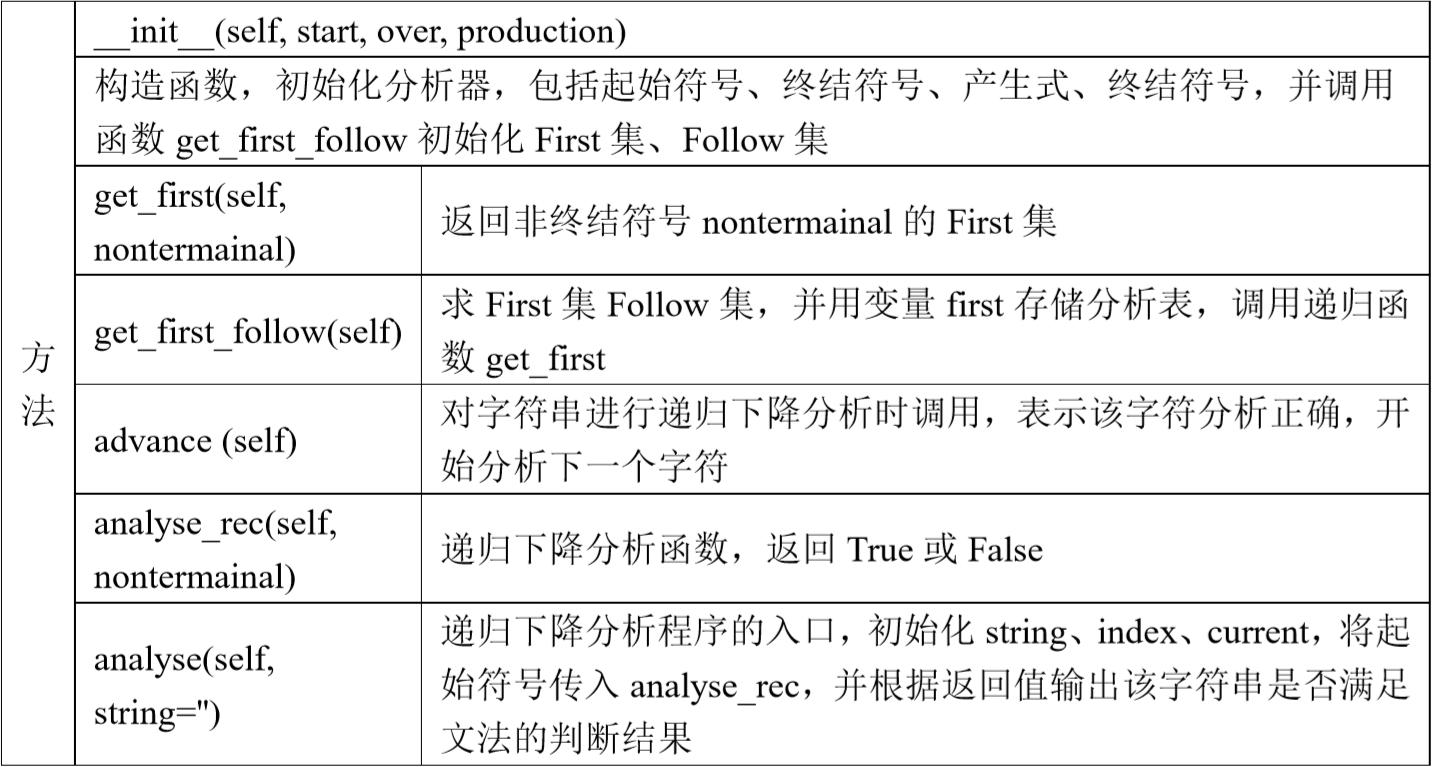 __init__(self, start, over, production)
构造函数，初始化分析器，包括起始符号、终结符号、产生式、终结符号，并调用
函数 get_first_follow 初始化 First 集、Follow 集
get_first(self,
nontermainal)
返回非终结符号 nontermainal 的 First 集
get_first_follow(self)
求 First 集 Follow 集，并用变量 first 存储分析表，调用递归函
数 get_first
方
法
advance (self)
对字符串进行递归下降分析时调用，表示该字符分析正确，开
始分析下一个字符
analyse_rec(self,
nontermainal)
递归下降分析函数，返回 True 或 False
analyse(self,
string='')
递归下降分析程序的入口，初始化 string、index、current，将起
始符号传入 analyse_rec，并根据返回值输出该字符串是否满足
文法的判断结果